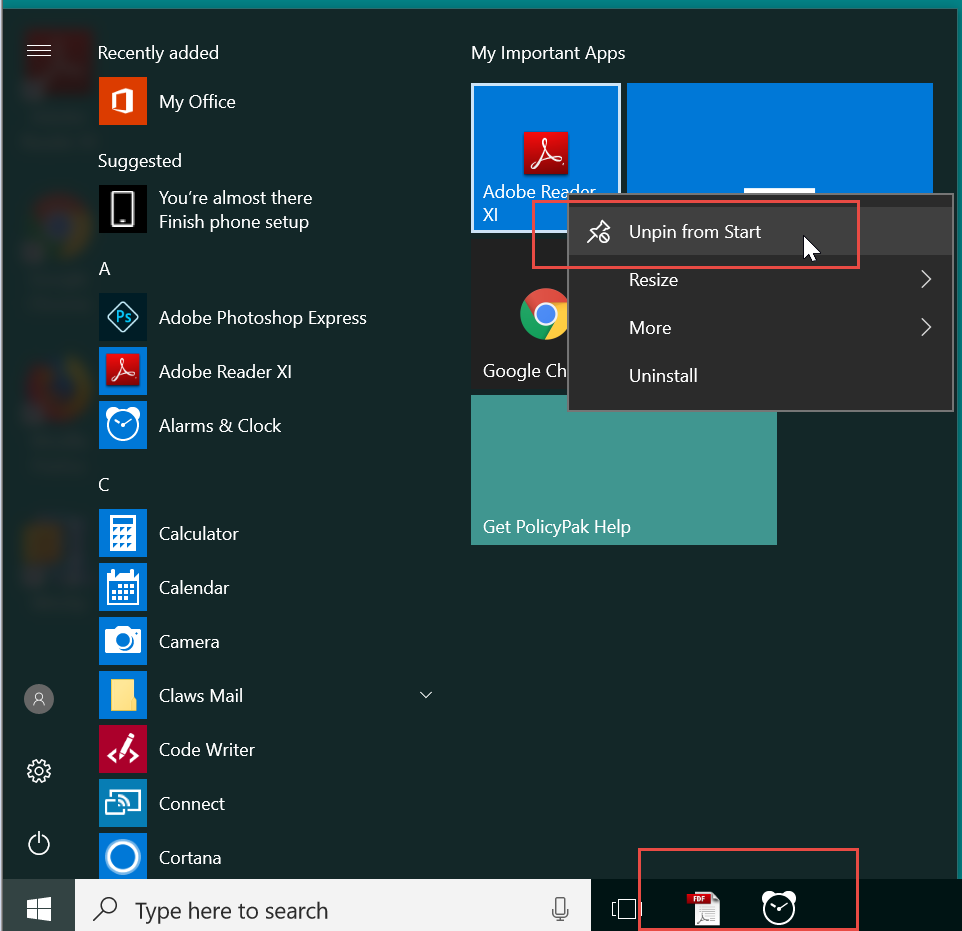 Recently added
My Office
Suggested
You're almost there
Finish phone setup
A
Ps
Adobe Photoshop Express
Adobe Reader XI
Alarms & Clock
C
Calculator
Calendar
Camera
Claws Mail
Code Writer
Connect
Cortana
My Important Apps
Adobe Reader
XI
Google Ch
Get PolicyPak Help
Unpin from Start
Resize
More
Uninstall
Type here to search
PDF